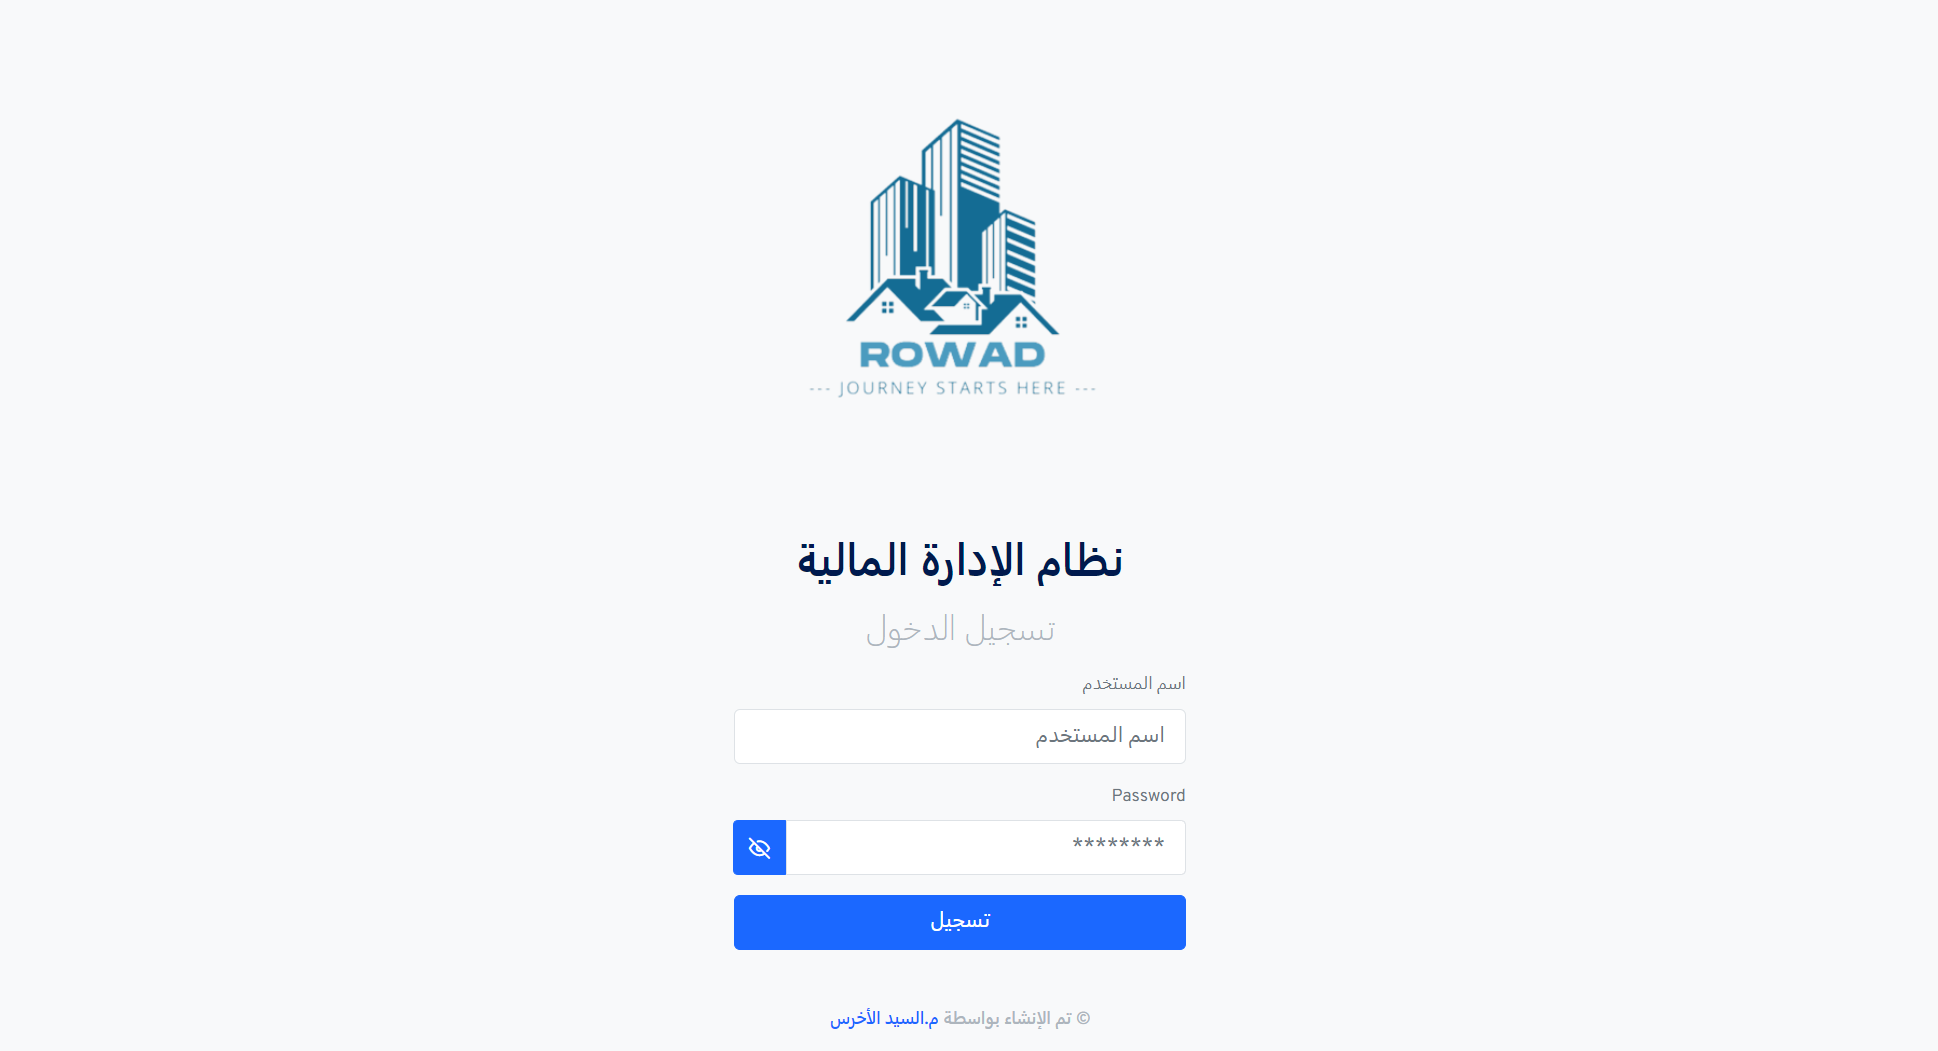 ROWAD
--- JOURNEY STARTS HERE ---
نظام الإدارة المالية
تسجيل الدخول
اسم المستخدم
اسم المستخدم
Password
********
تسجيل
© تم الإنشاء بواسطة م.السيد الأخرس